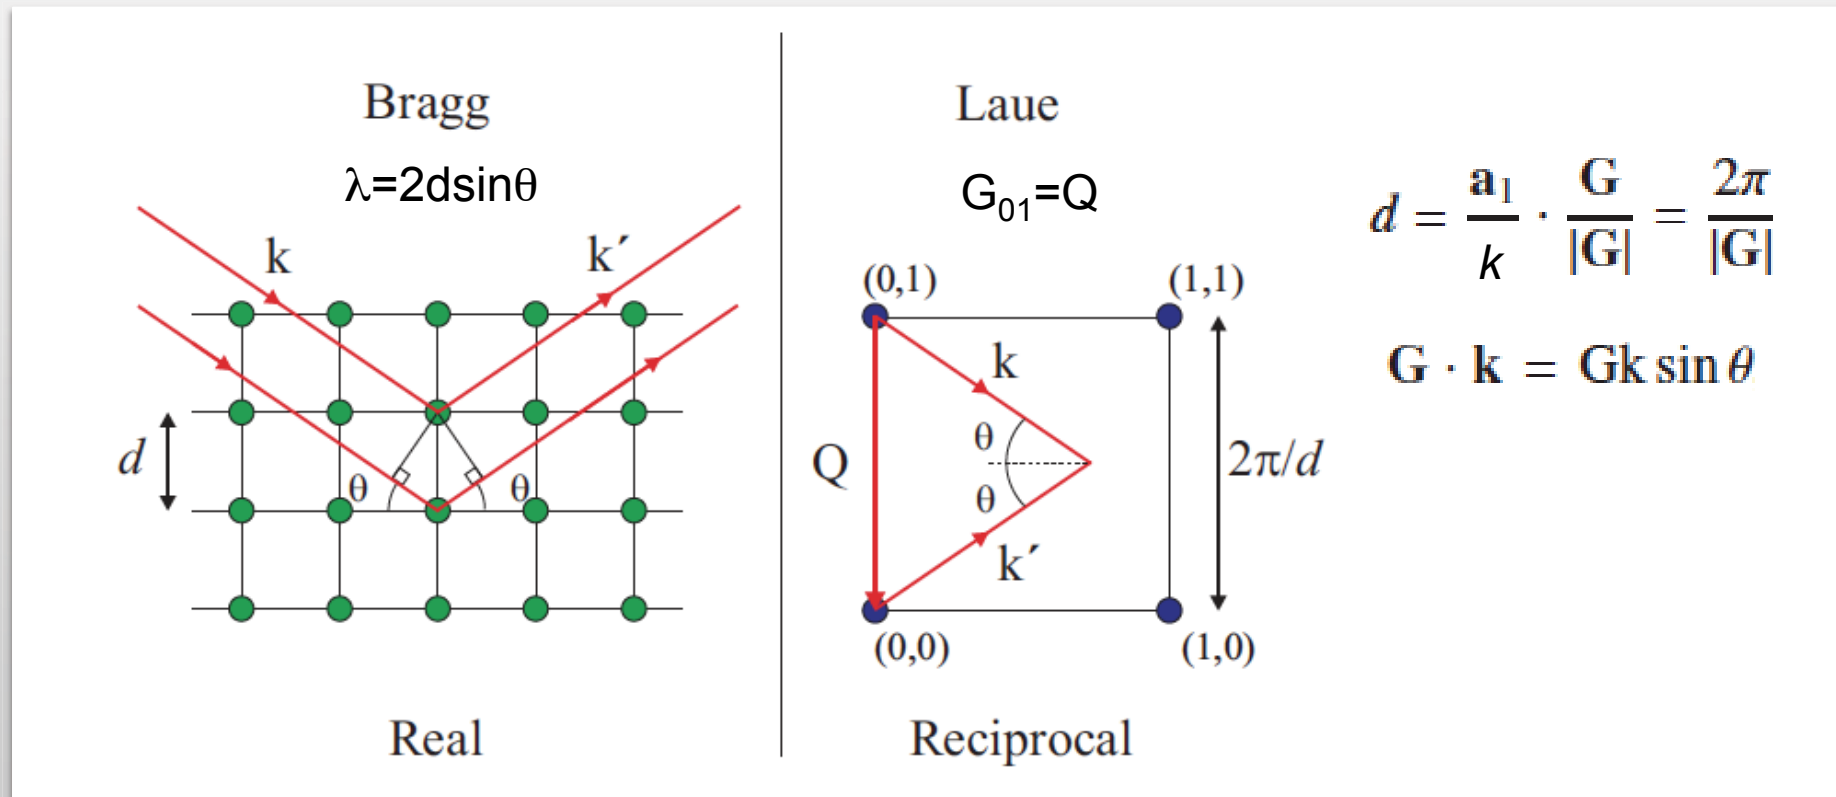 Bragg
λ=2dsinθ
k
k´
d
θ
θ
Real
Laue
G₀₁=Q
(0,1)
(1,1)
k
θ
Q
θ
2π/d
k´
(0,0)
(1,0)
Reciprocal
d = a₁/k · G/|G| = 2π/|G|
G · k = Gk sin θ